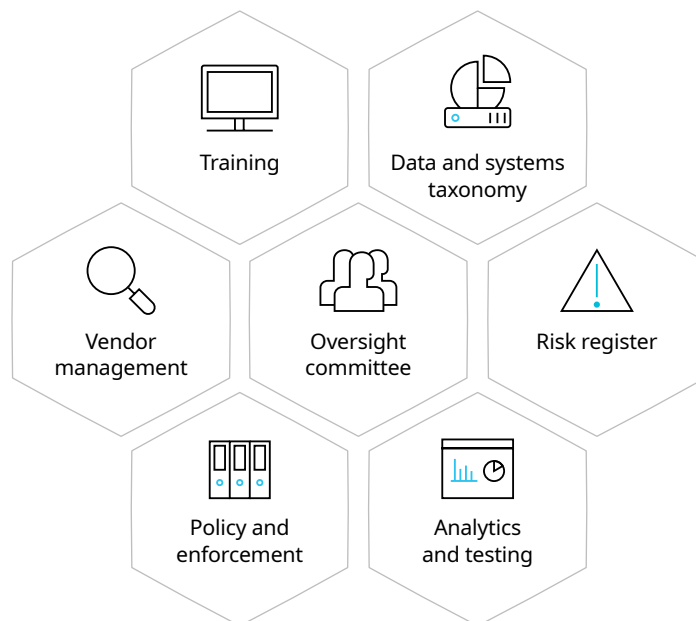 Training
Data and systems
taxonomy
Vendor
management
Oversight
committee
Risk register
Policy and
enforcement
Analytics
and testing